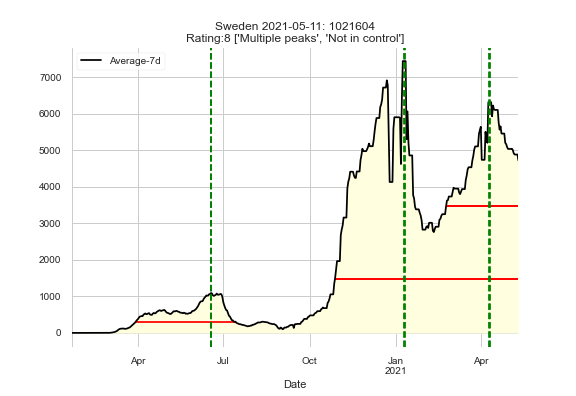 Sweden 2021-05-11: 1021604
Rating:8 ['Multiple peaks', 'Not in control']
Average-7d
7000
6000
5000
4000
3000
2000
1000
0
Apr
Jul
Oct
Jan
2021
Apr
Date